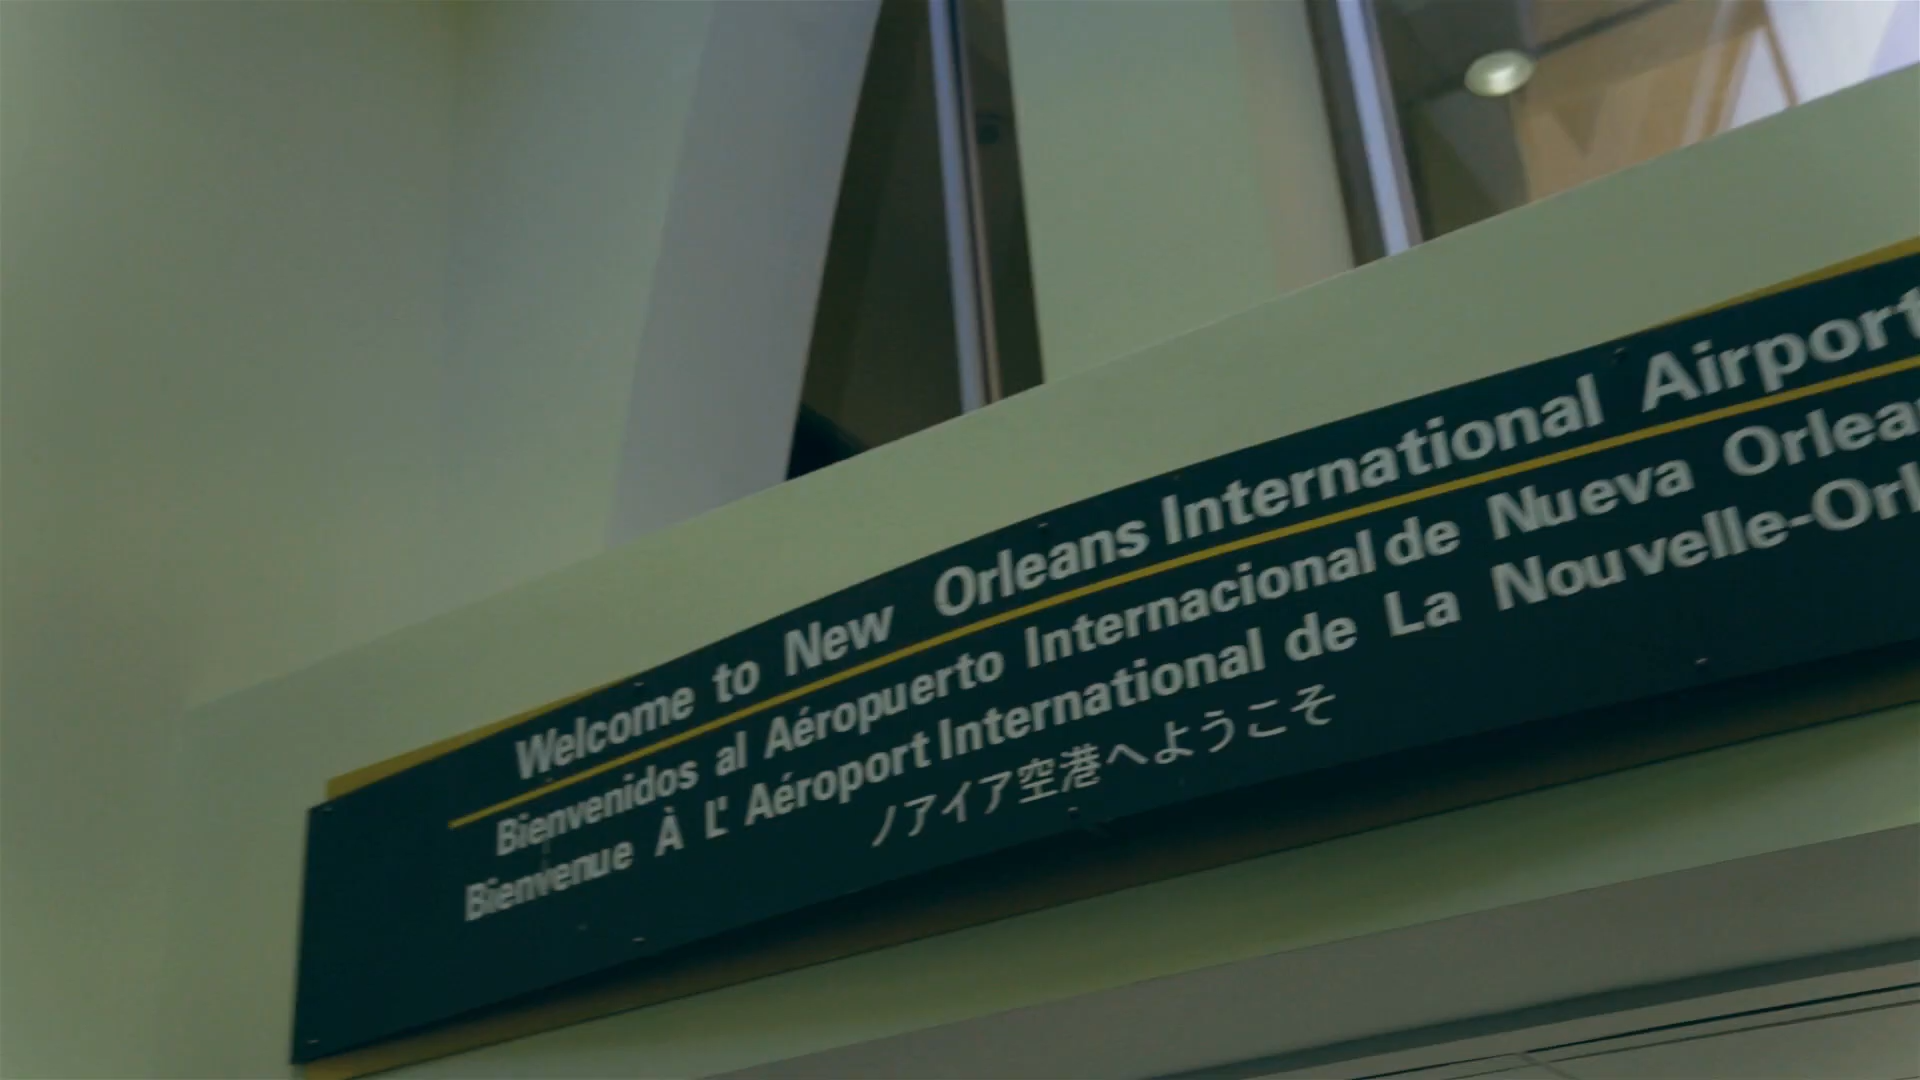 Welcome to New Orleans International Airport
Bienvenidos al Aéropuerto Internacional de Nueva Orlea
Bienvenue À L' Aéroport International de La Nouvelle-Orl
ノアイア空港へようこそ